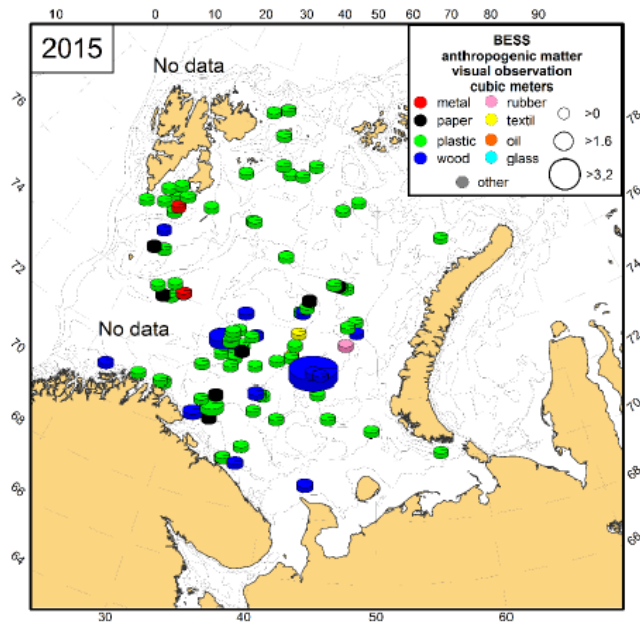 10 0 10 20 30 40 50 60 70 80 90
2015
No data
BESS
anthropogenic matter
visual observation
cubic meters
metal rubber
paper textil >0
plastic oil >1.6
wood glass >3,2
other
76
74
72
70
68
66
64
78
76
74
72
70
68
66
No data
30 40 50 60